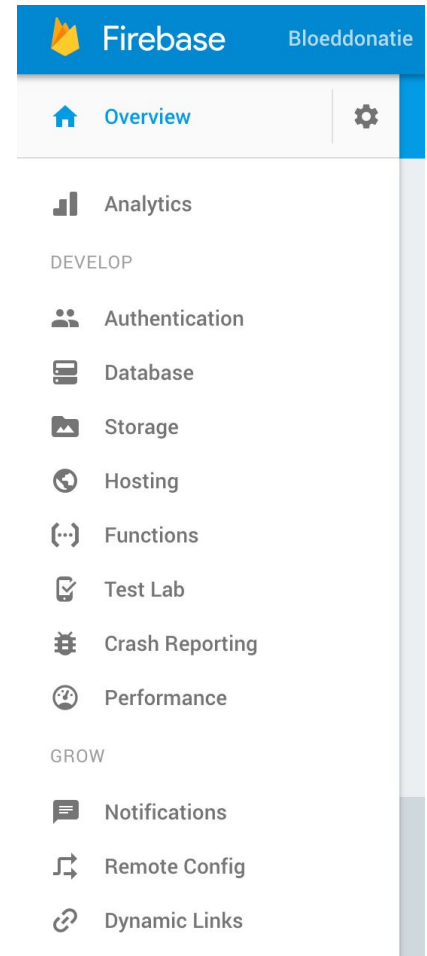 Firebase Bloeddonatie
Overview
Analytics
DEVELOP
Authentication
Database
Storage
Hosting
Functions
Test Lab
Crash Reporting
Performance
GROW
Notifications
Remote Config
Dynamic Links